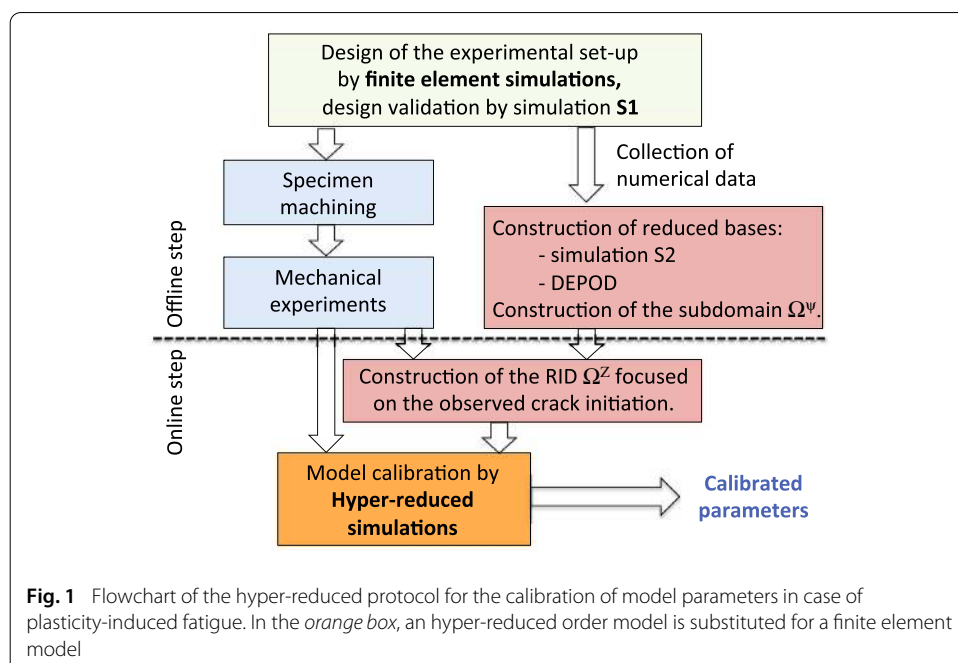 Design of the experimental set-up
by finite element simulations,
design validation by simulation S1
Collection of
numerical data
Specimen
machining
Mechanical
experiments
Construction of reduced bases:
- simulation S2
- DEPOD
Construction of the subdomain Ωᴪ.
Offline step
Online step
Construction of the RID Ωᶻ focused
on the observed crack initiation.
Model calibration by
Hyper-reduced
simulations
Calibrated
parameters
Fig. 1 Flowchart of the hyper-reduced protocol for the calibration of model parameters in case of
plasticity-induced fatigue. In the orange box, an hyper-reduced order model is substituted for a finite element
model